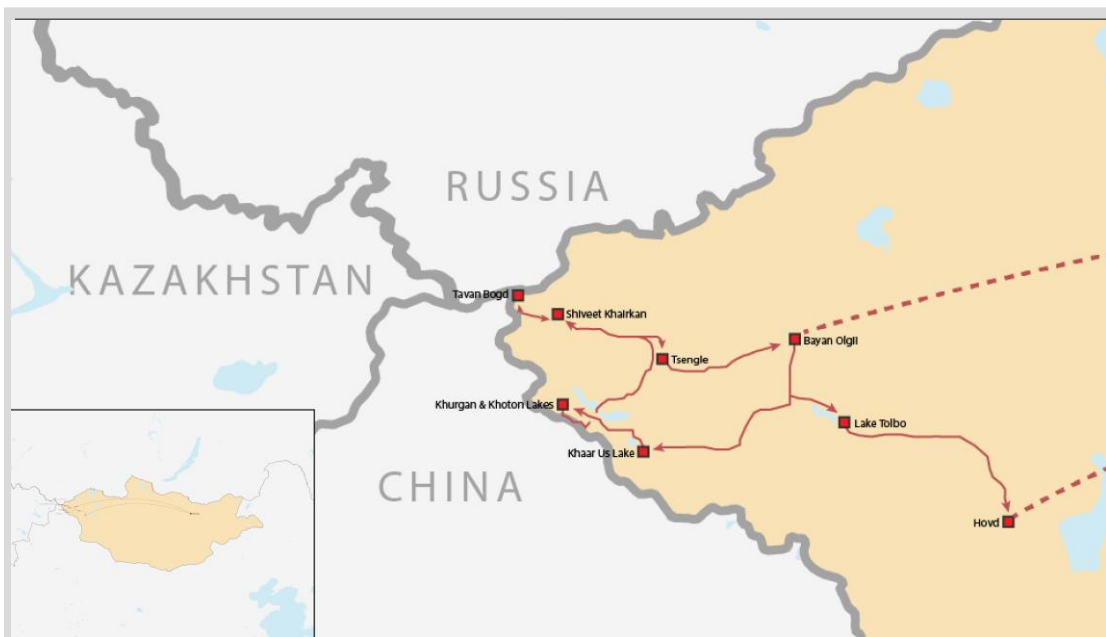 RUSSIA
KAZAKHSTAN
Tavan Bogd
Shiveet Khairkan
Bayan Olgii
Tsengle
Khurgan & Khoton Lakes
Lake Tolbo
Khaar Us Lake
CHINA
Hovd